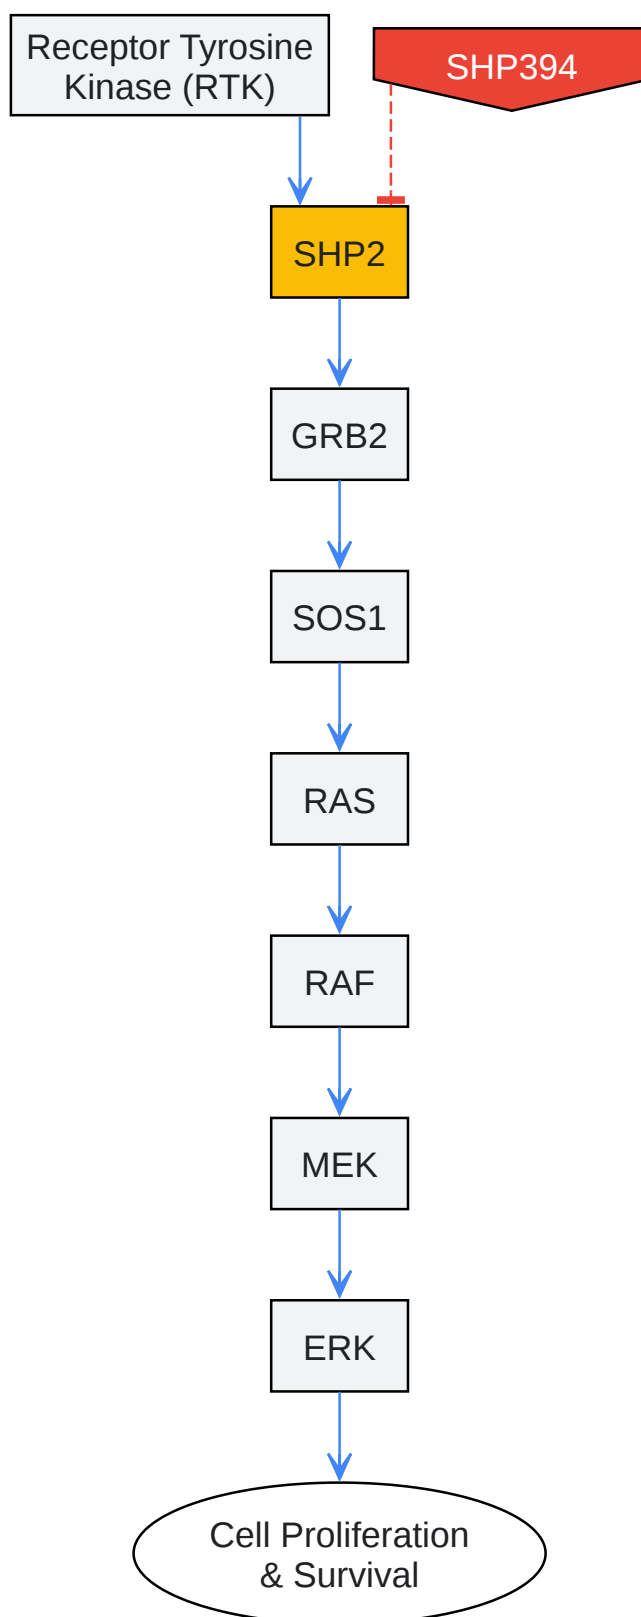 Receptor Tyrosine
Kinase (RTK)
SHP394
SHP2
GRB2
SOS1
RAS
RAF
MEK
ERK
Cell Proliferation
& Survival